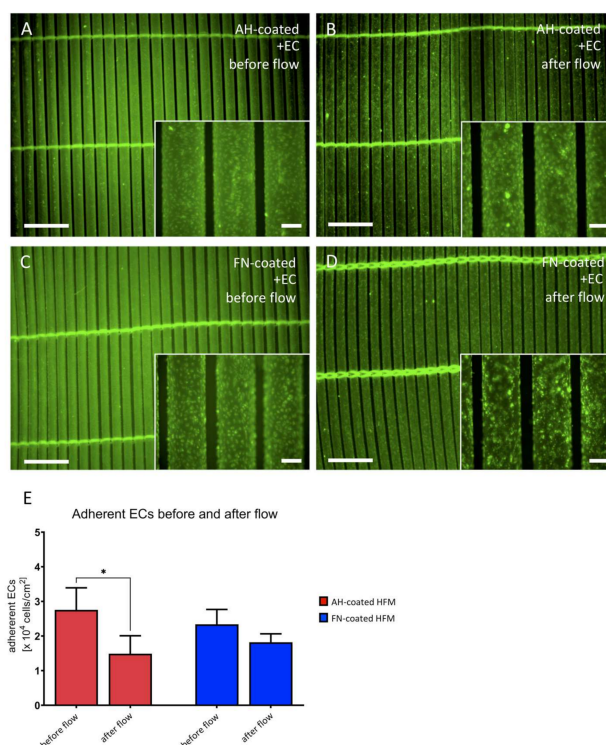 A
AH-coated
+EC
before flow
B
AH-coated
+EC
after flow
C
FN-coated
+EC
before flow
D
FN-coated
+EC
after flow
E
Adherent ECs before and after flow
adhererent ECs
[x 10⁴ cells/cm²]
5
4
3
2
1
0
*
before flow
after flow
before flow
after flow
AH-coated HFM
FN-coated HFM